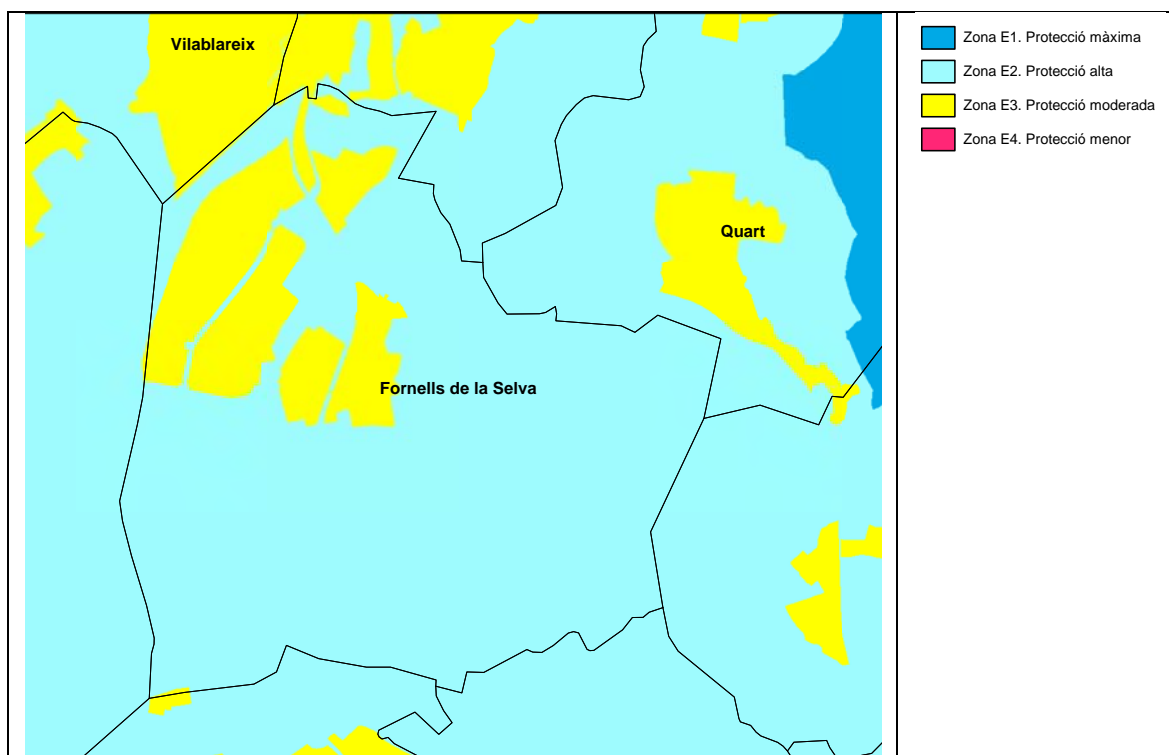 Vilablareix
Quart
Fornells de la Selva
Zona E1. Protecció màxima
Zona E2. Protecció alta
Zona E3. Protecció moderada
Zona E4. Protecció menor